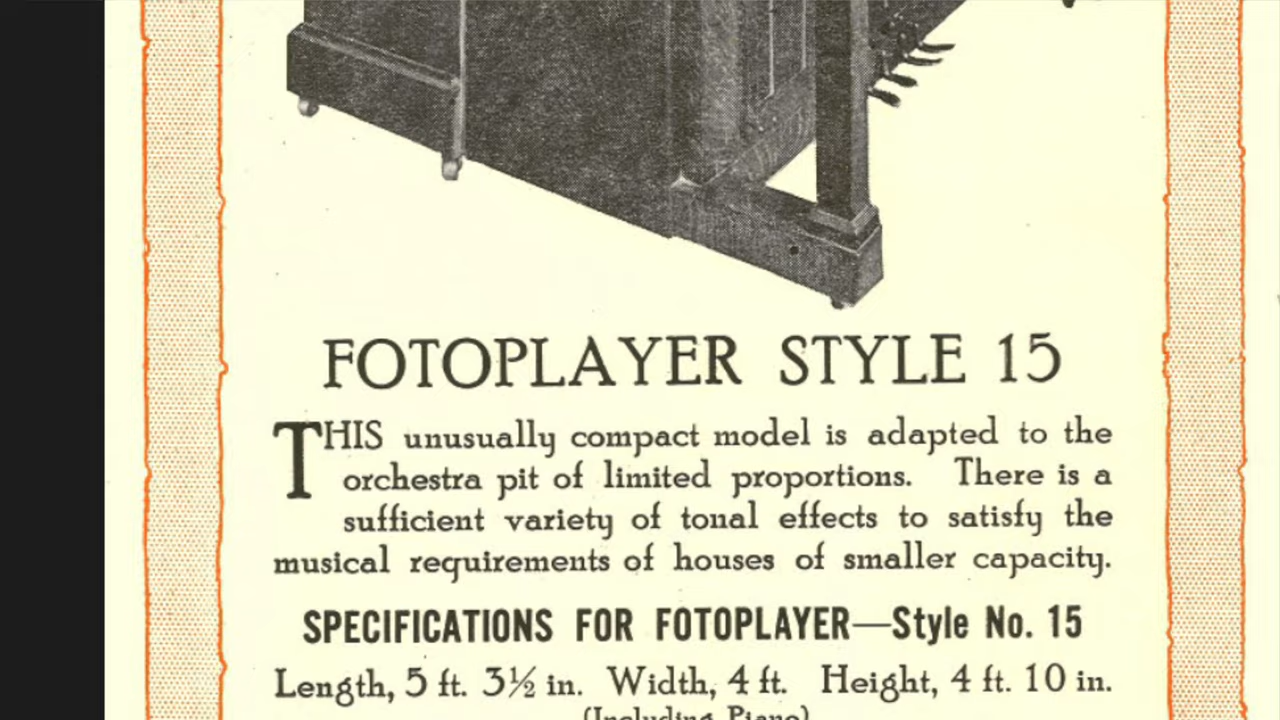 FOTOPLAYER STYLE 15
THIS unusually compact model is adapted to the
orchestra pit of limited proportions. There is a
sufficient variety of tonal effects to satisfy the
musical requirements of houses of smaller capacity.
SPECIFICATIONS FOR FOTOPLAYER—Style No. 15
Length, 5 ft. 3½ in. Width, 4 ft. Height, 4 ft. 10 in.
(Including Piano)